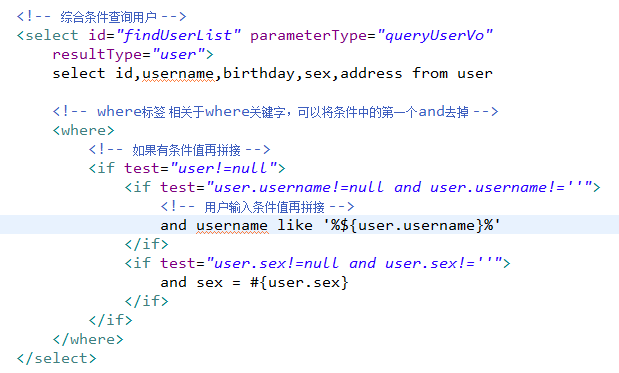 <!-- 综合条件查询用户 -->
<select id="findUserList" parameterType="queryUserVo"
    resultType="user">
    select id,username,birthday,sex,address from user

    <!-- where标签 相关于where关键字，可以将条件中的第一个and去掉 -->
    <where>
        <!-- 如果有条件值再拼接 -->
        <if test="user!=null">
            <if test="user.username!=null and user.username!=''">
                <!-- 用户输入条件值再拼接 -->
                and username like '%${user.username}%'
            </if>
            <if test="user.sex!=null and user.sex!=''">
                and sex = #{user.sex}
            </if>
        </if>
    </where>
</select>